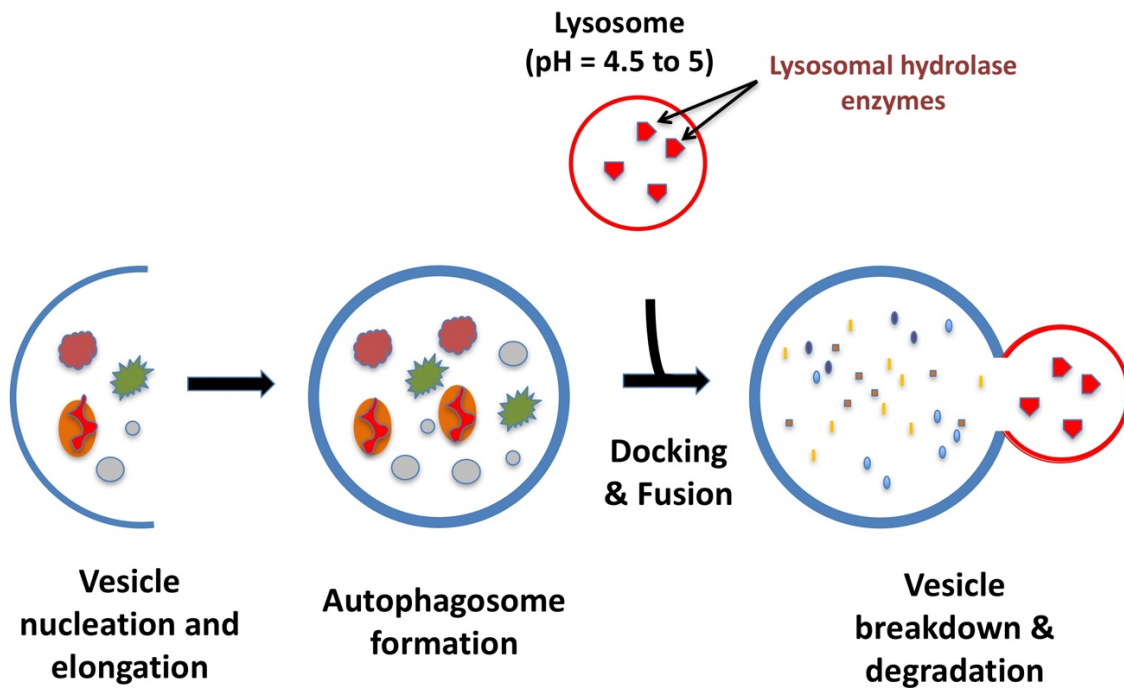 Lysosome
(pH = 4.5 to 5)
Lysosomal hydrolase
enzymes
Docking
& Fusion
Vesicle
nucleation and
elongation
Autophagosome
formation
Vesicle
breakdown &
degradation